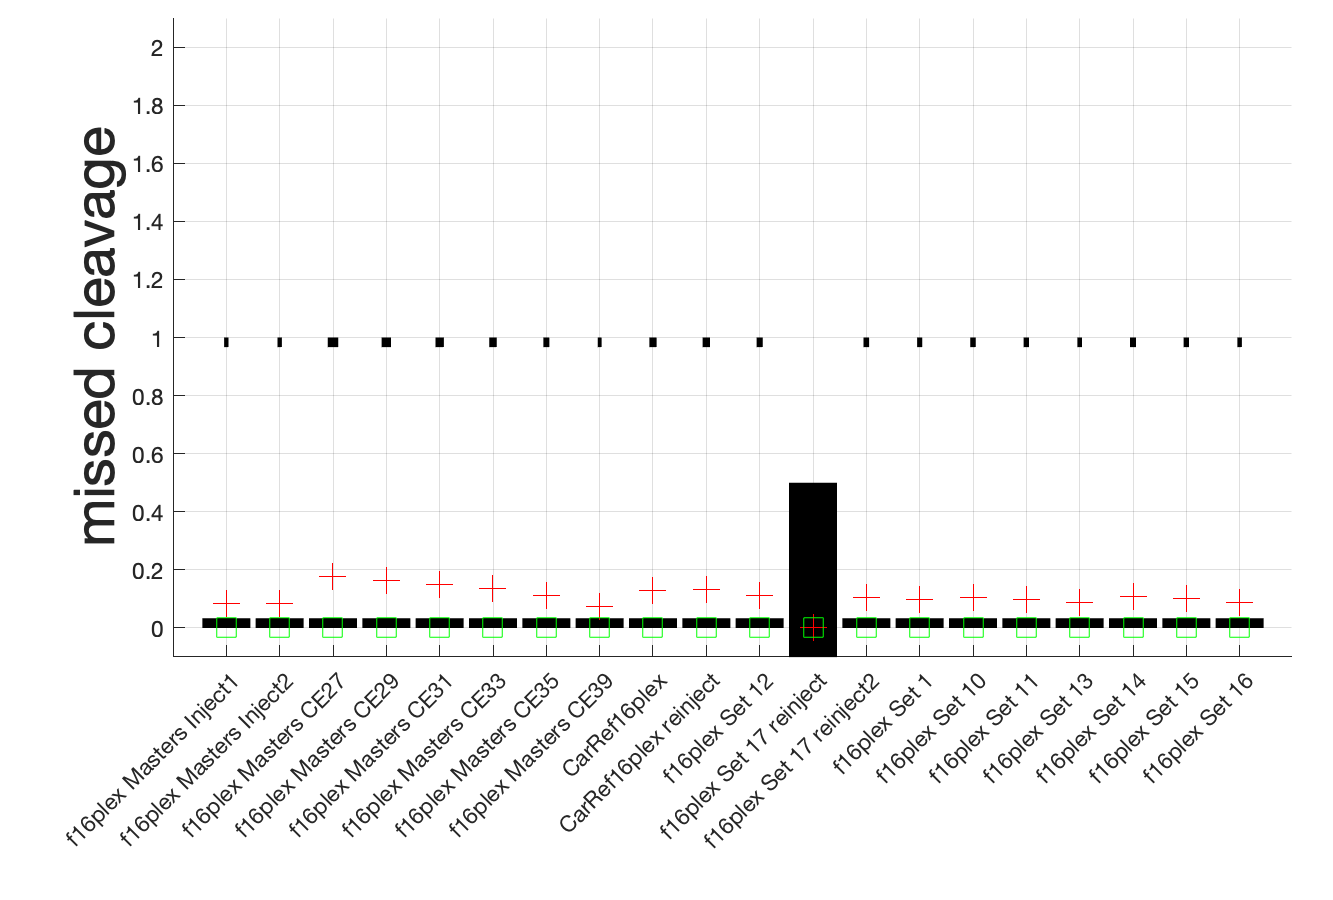 missed cleavage
2
1.8
1.6
1.4
1.2
1
0.8
0.6
0.4
0.2
0
f16plex Masters Inject1
f16plex Masters Inject2
f16plex Masters CE27
f16plex Masters CE29
f16plex Masters CE31
f16plex Masters CE33
f16plex Masters CE35
f16plex Masters CE39
CarRef16plex
CarRef16plex reinject
f16plex Set 12
f16plex Set 17 reinject
f16plex Set 17 reinject2
f16plex Set 1
f16plex Set 10
f16plex Set 11
f16plex Set 13
f16plex Set 14
f16plex Set 15
f16plex Set 16